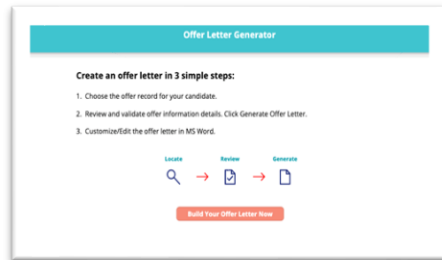 Offer Letter Generator
Create an offer letter in 3 simple steps:
1. Choose the offer record for your candidate.
2. Review and validate offer information details. Click Generate Offer Letter.
3. Customize/Edit the offer letter in MS Word.
Locate Review Generate
Build Your Offer Letter Now